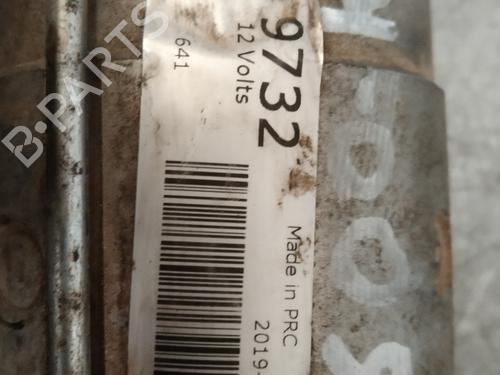 9732
12 Volts
641
Made in PRC
2019-
B-PARTS